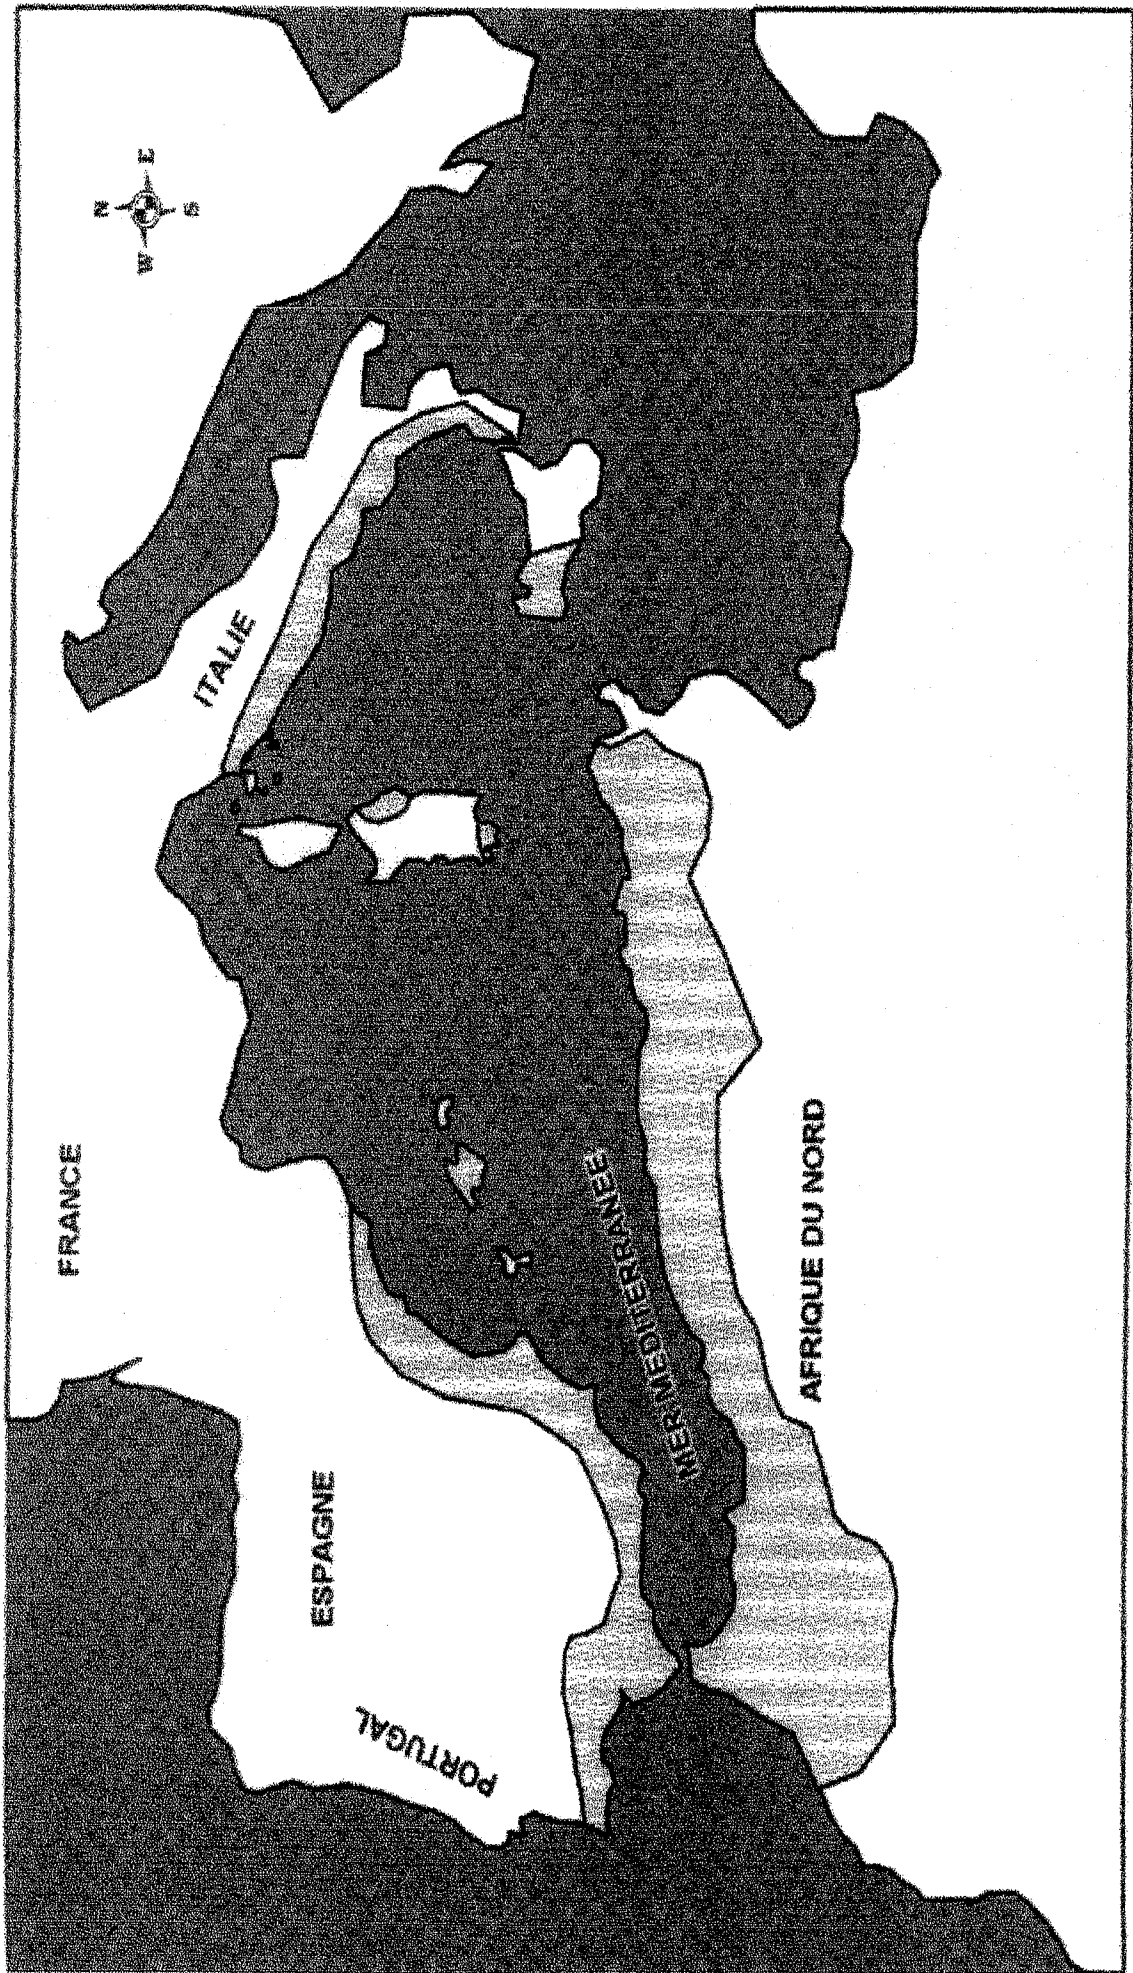 FRANCE
ITALIE
N
W E
S
ESPAGNE
PORTUGAL
MER MEDITERRANEE
AFRIQUE DU NORD